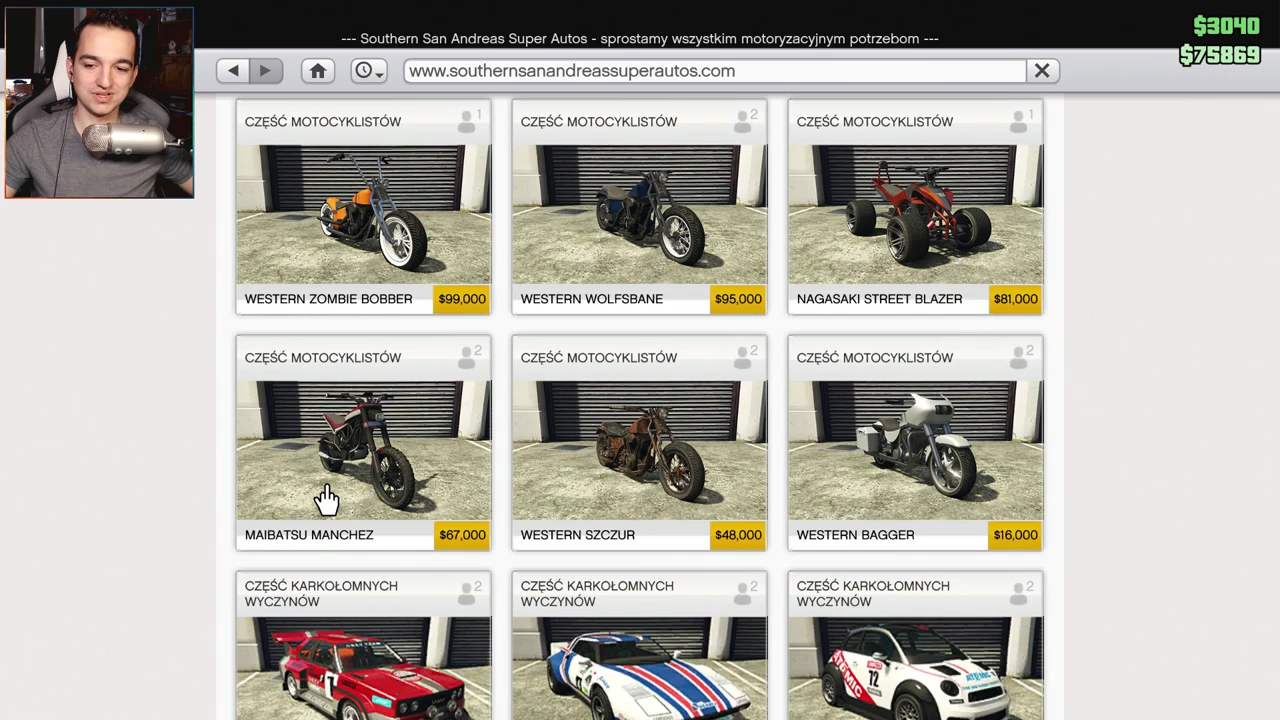 $3040
--- Southern San Andreas Super Autos - sprostamy wszystkim motoryzacyjnym potrzebom ---
$75869
www.southernsanandreassuperautos.com
CZĘŚĆ MOTOCYKLISTÓW 1
CZĘŚĆ MOTOCYKLISTÓW 2
CZĘŚĆ MOTOCYKLISTÓW 1
WESTERN ZOMBIE BOBBER $99,000
WESTERN WOLFSBANE $95,000
NAGASAKI STREET BLAZER $81,000
CZĘŚĆ MOTOCYKLISTÓW 2
CZĘŚĆ MOTOCYKLISTÓW 2
CZĘŚĆ MOTOCYKLISTÓW 2
MAIBATSU MANCHEZ $67,000
WESTERN SZCZUR $48,000
WESTERN BAGGER $16,000
CZĘŚĆ KARKOŁOMNYCH 2
WYCZYNÓW
CZĘŚĆ KARKOŁOMNYCH 2
WYCZYNÓW
CZĘŚĆ KARKOŁOMNYCH 2
WYCZYNÓW
ATOMIC
72